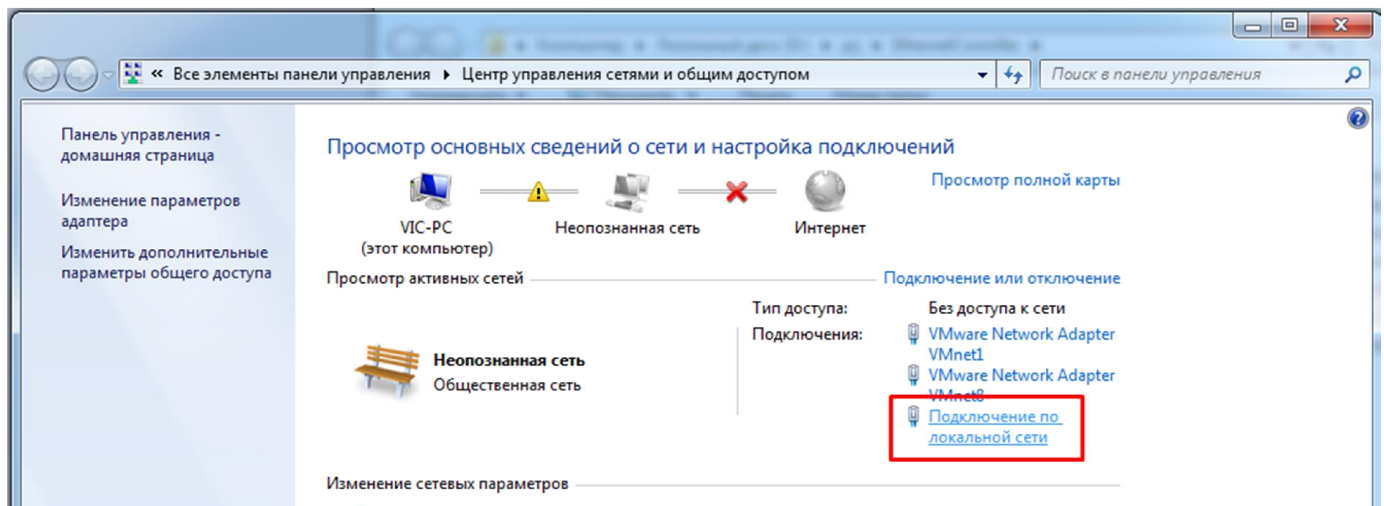 « Все элементы панели управления ▸ Центр управления сетями и общим доступом
Поиск в панели управления
Панель управления -
домашняя страница
Изменение параметров
адаптера
Изменить дополнительные
параметры общего доступа
Просмотр основных сведений о сети и настройка подключений
Просмотр полной карты
VIC-PC
(этот компьютер)
Неопознанная сеть
Интернет
Просмотр активных сетей
Подключение или отключение
Неопознанная сеть
Общественная сеть
Тип доступа:
Без доступа к сети
Подключения:
VMware Network Adapter
VMnet1
VMware Network Adapter
VMnet8
Подключение по
локальной сети
Изменение сетевых параметров